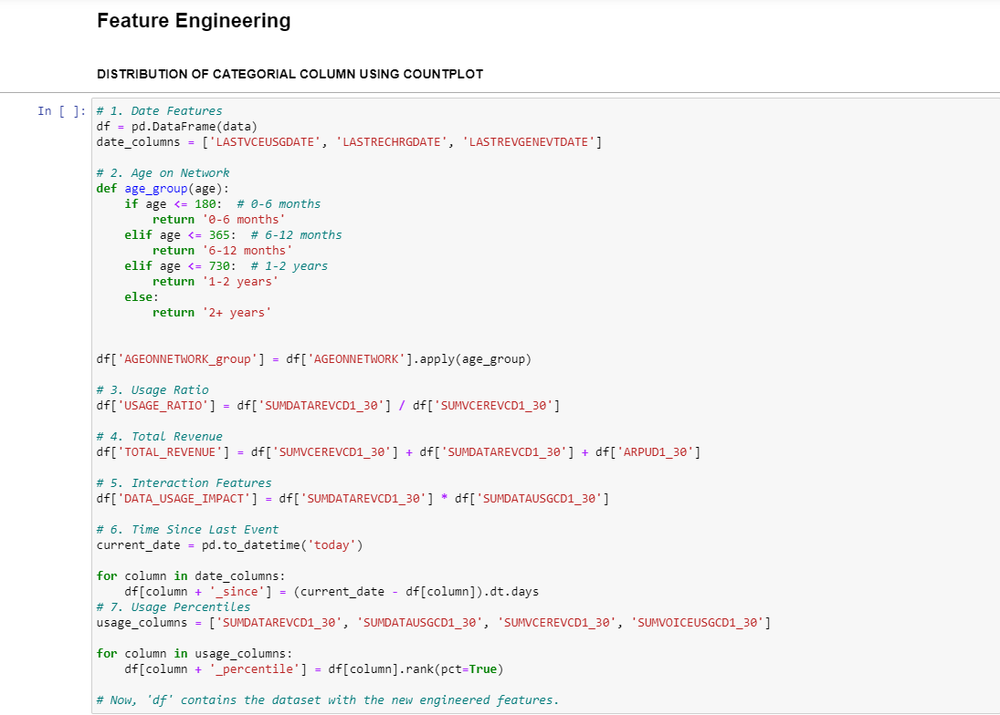 Feature Engineering
DISTRIBUTION OF CATEGORIAL COLUMN USING COUNTPLOT
In [ ]: # 1. Date Features
df = pd.DataFrame(data)
date_columns = ['LASTVCEUSGDATE', 'LASTRECHRGDATE', 'LASTREVGENEVTDATE']
# 2. Age on Network
def age_group(age):
    if age <= 180:  # 0-6 months
        return '0-6 months'
    elif age <= 365:  # 6-12 months
        return '6-12 months'
    elif age <= 730:  # 1-2 years
        return '1-2 years'
    else:
        return '2+ years'
df['AGEONNETWORK_group'] = df['AGEONNETWORK'].apply(age_group)
# 3. Usage Ratio
df['USAGE_RATIO'] = df['SUMDATAREVCD1_30'] / df['SUMVCEREVCD1_30']
# 4. Total Revenue
df['TOTAL_REVENUE'] = df['SUMVCEREVCD1_30'] + df['SUMDATAREVCD1_30'] + df['ARPUD1_30']
# 5. Interaction Features
df['DATA_USAGE_IMPACT'] = df['SUMDATAREVCD1_30'] * df['SUMDATAUSGCD1_30']
# 6. Time Since Last Event
current_date = pd.to_datetime('today')
for column in date_columns:
    df[column + '_since'] = (current_date - df[column]).dt.days
# 7. Usage Percentiles
usage_columns = ['SUMDATAREVCD1_30', 'SUMDATAUSGCD1_30', 'SUMVCEREVCD1_30', 'SUMVOICEUSGCD1_30']
for column in usage_columns:
    df[column + '_percentile'] = df[column].rank(pct=True)
# Now, 'df' contains the dataset with the new engineered features.